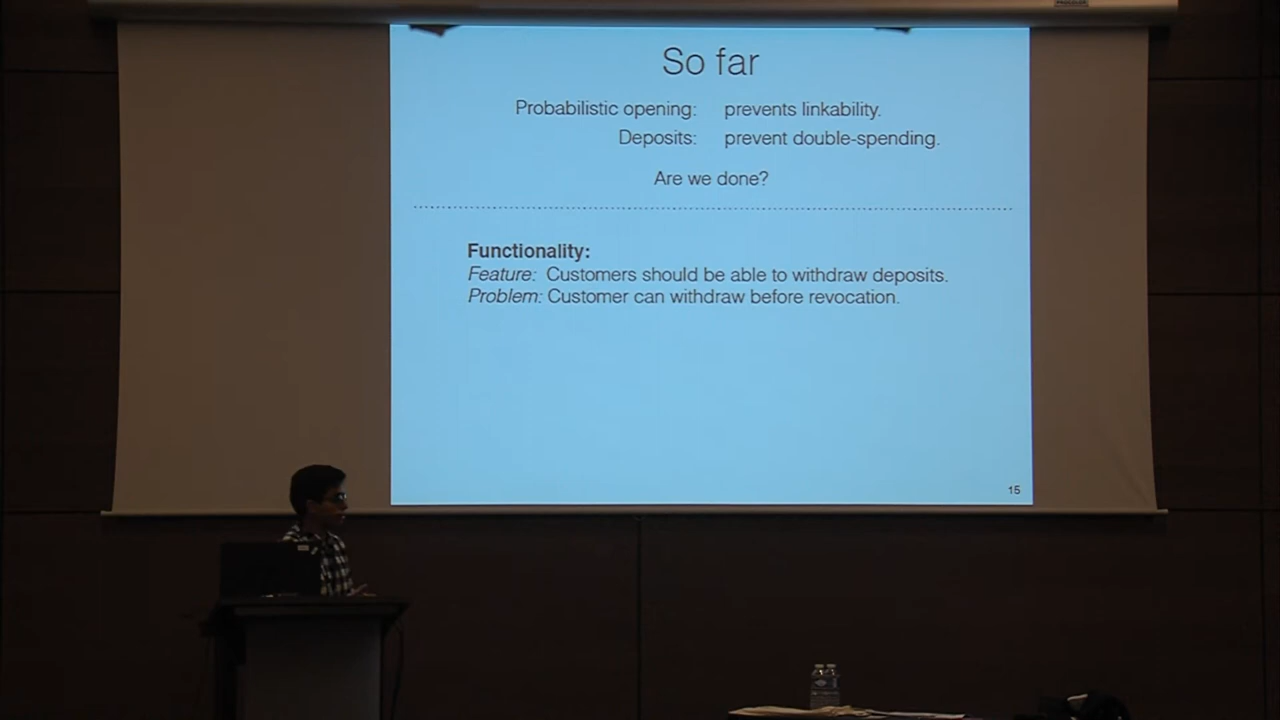 So far
Probabilistic opening: prevents linkability.
Deposits: prevent double-spending.
Are we done?
Functionality:
Feature: Customers should be able to withdraw deposits.
Problem: Customer can withdraw before revocation.
15